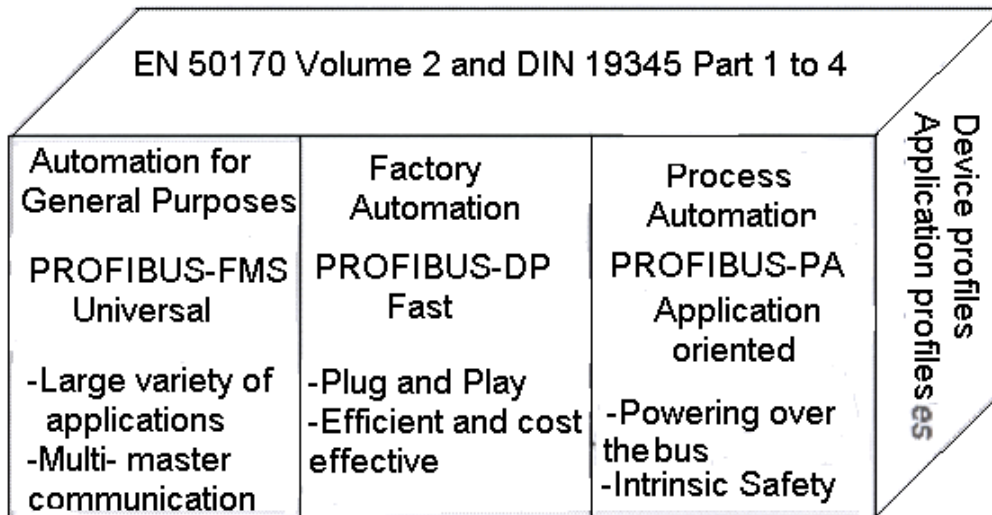 EN 50170 Volume 2 and DIN 19345 Part 1 to 4
Automation for
General Purposes
PROFIBUS-FMS
Universal
-Large variety of
applications
-Multi- master
communication
Factory
Automation
PROFIBUS-DP
Fast
-Plug and Play
-Efficient and cost
effective
Process
Automation
PROFIBUS-PA
Application
oriented
-Powering over
the bus
-Intrinsic Safety
Device profiles
Application profiles es